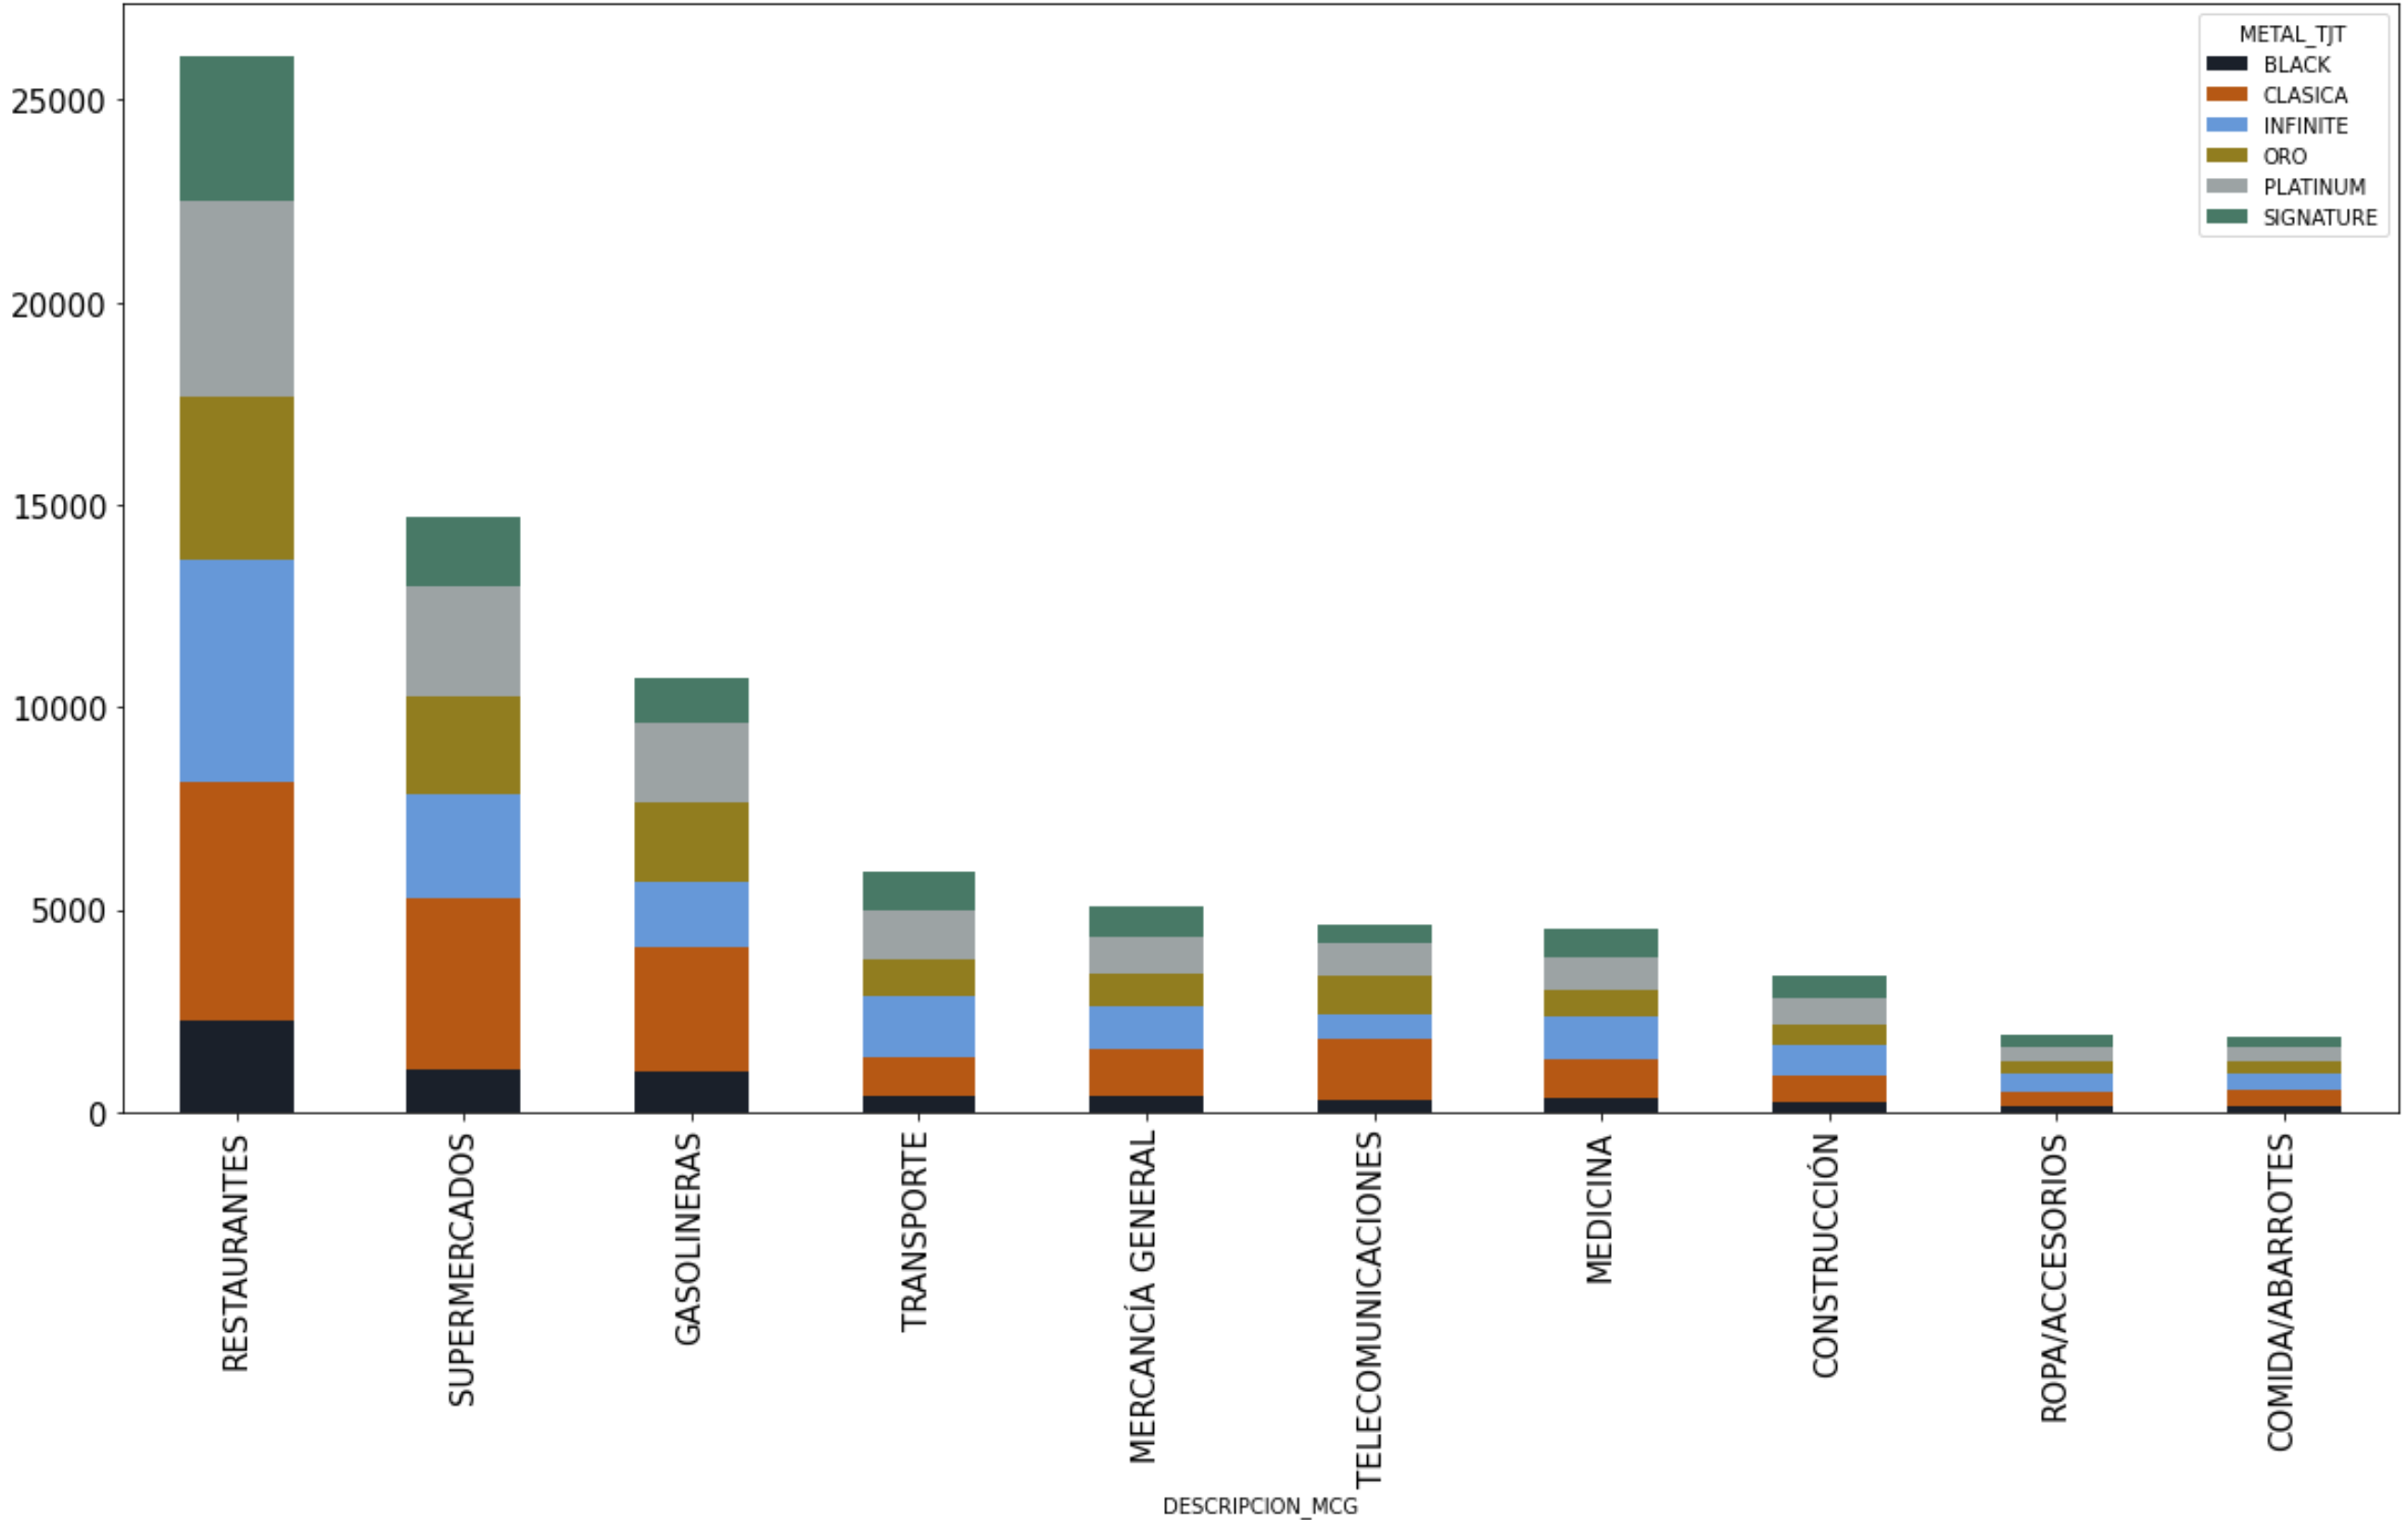 METAL_TJT
BLACK
CLASICA
INFINITE
ORO
PLATINUM
SIGNATURE
25000
20000
15000
10000
5000
0
RESTAURANTES
SUPERMERCADOS
GASOLINERAS
TRANSPORTE
MERCANCÍA GENERAL
TELECOMUNICACIONES
MEDICINA
CONSTRUCCIÓN
ROPA/ACCESORIOS
COMIDA/ABARROTES
DESCRIPCION_MCG